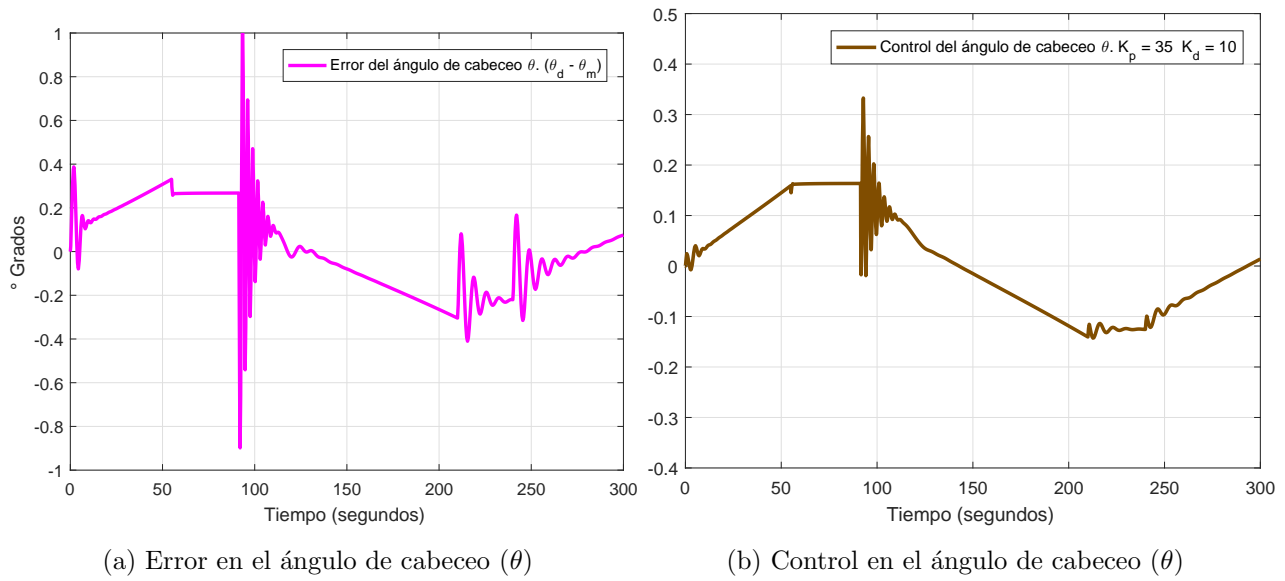 1
0.8
0.6
0.4
0.2
0
-0.2
-0.4
-0.6
-0.8
-1
° Grados
Error del ángulo de cabeceo θ. (θ_d - θ_m)
0 50 100 150 200 250 300
Tiempo (segundos)
(a) Error en el ángulo de cabeceo (θ)
0.5
0.4
0.3
0.2
0.1
0
-0.1
-0.2
-0.3
-0.4
Control del ángulo de cabeceo θ. K_p = 35 K_d = 10
0 50 100 150 200 250 300
Tiempo (segundos)
(b) Control en el ángulo de cabeceo (θ)